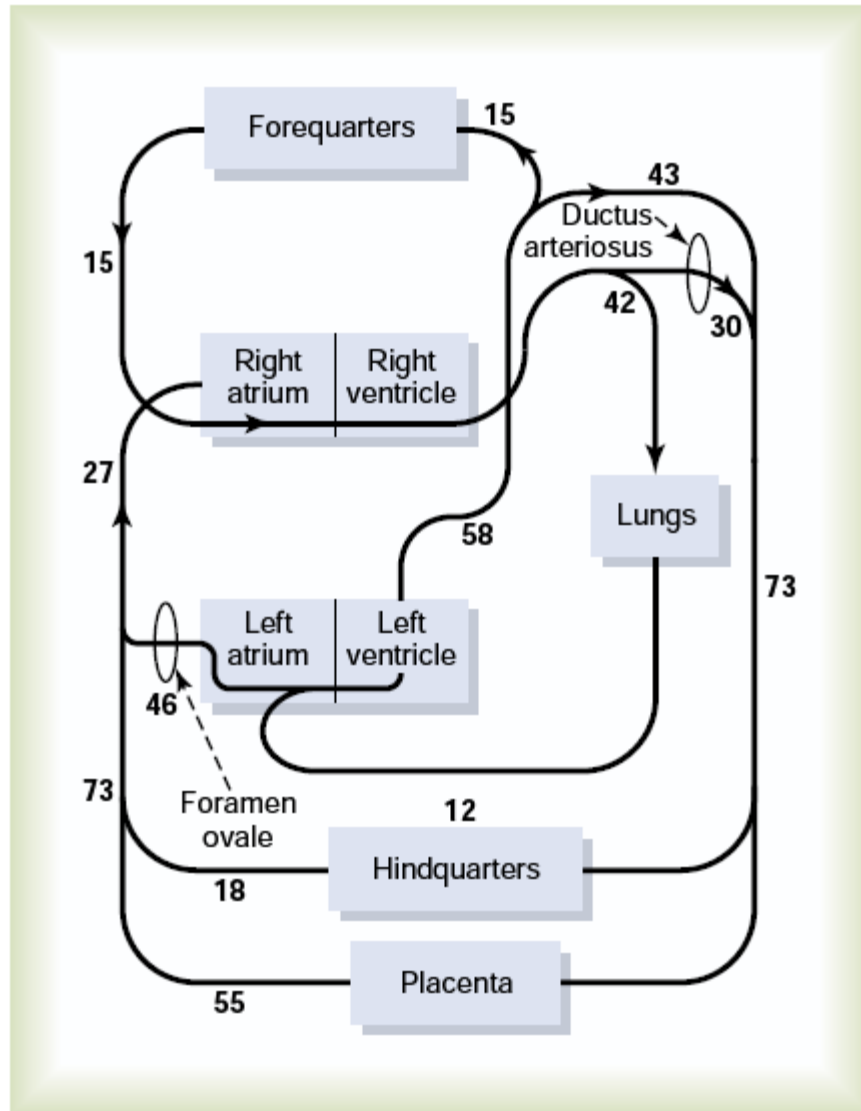 Forequarters
15
43
Ductus
arteriosus
15
42
30
Right
atrium
Right
ventricle
27
Lungs
58
73
Left
atrium
Left
ventricle
46
73
Foramen
ovale
12
Hindquarters
18
Placenta
55